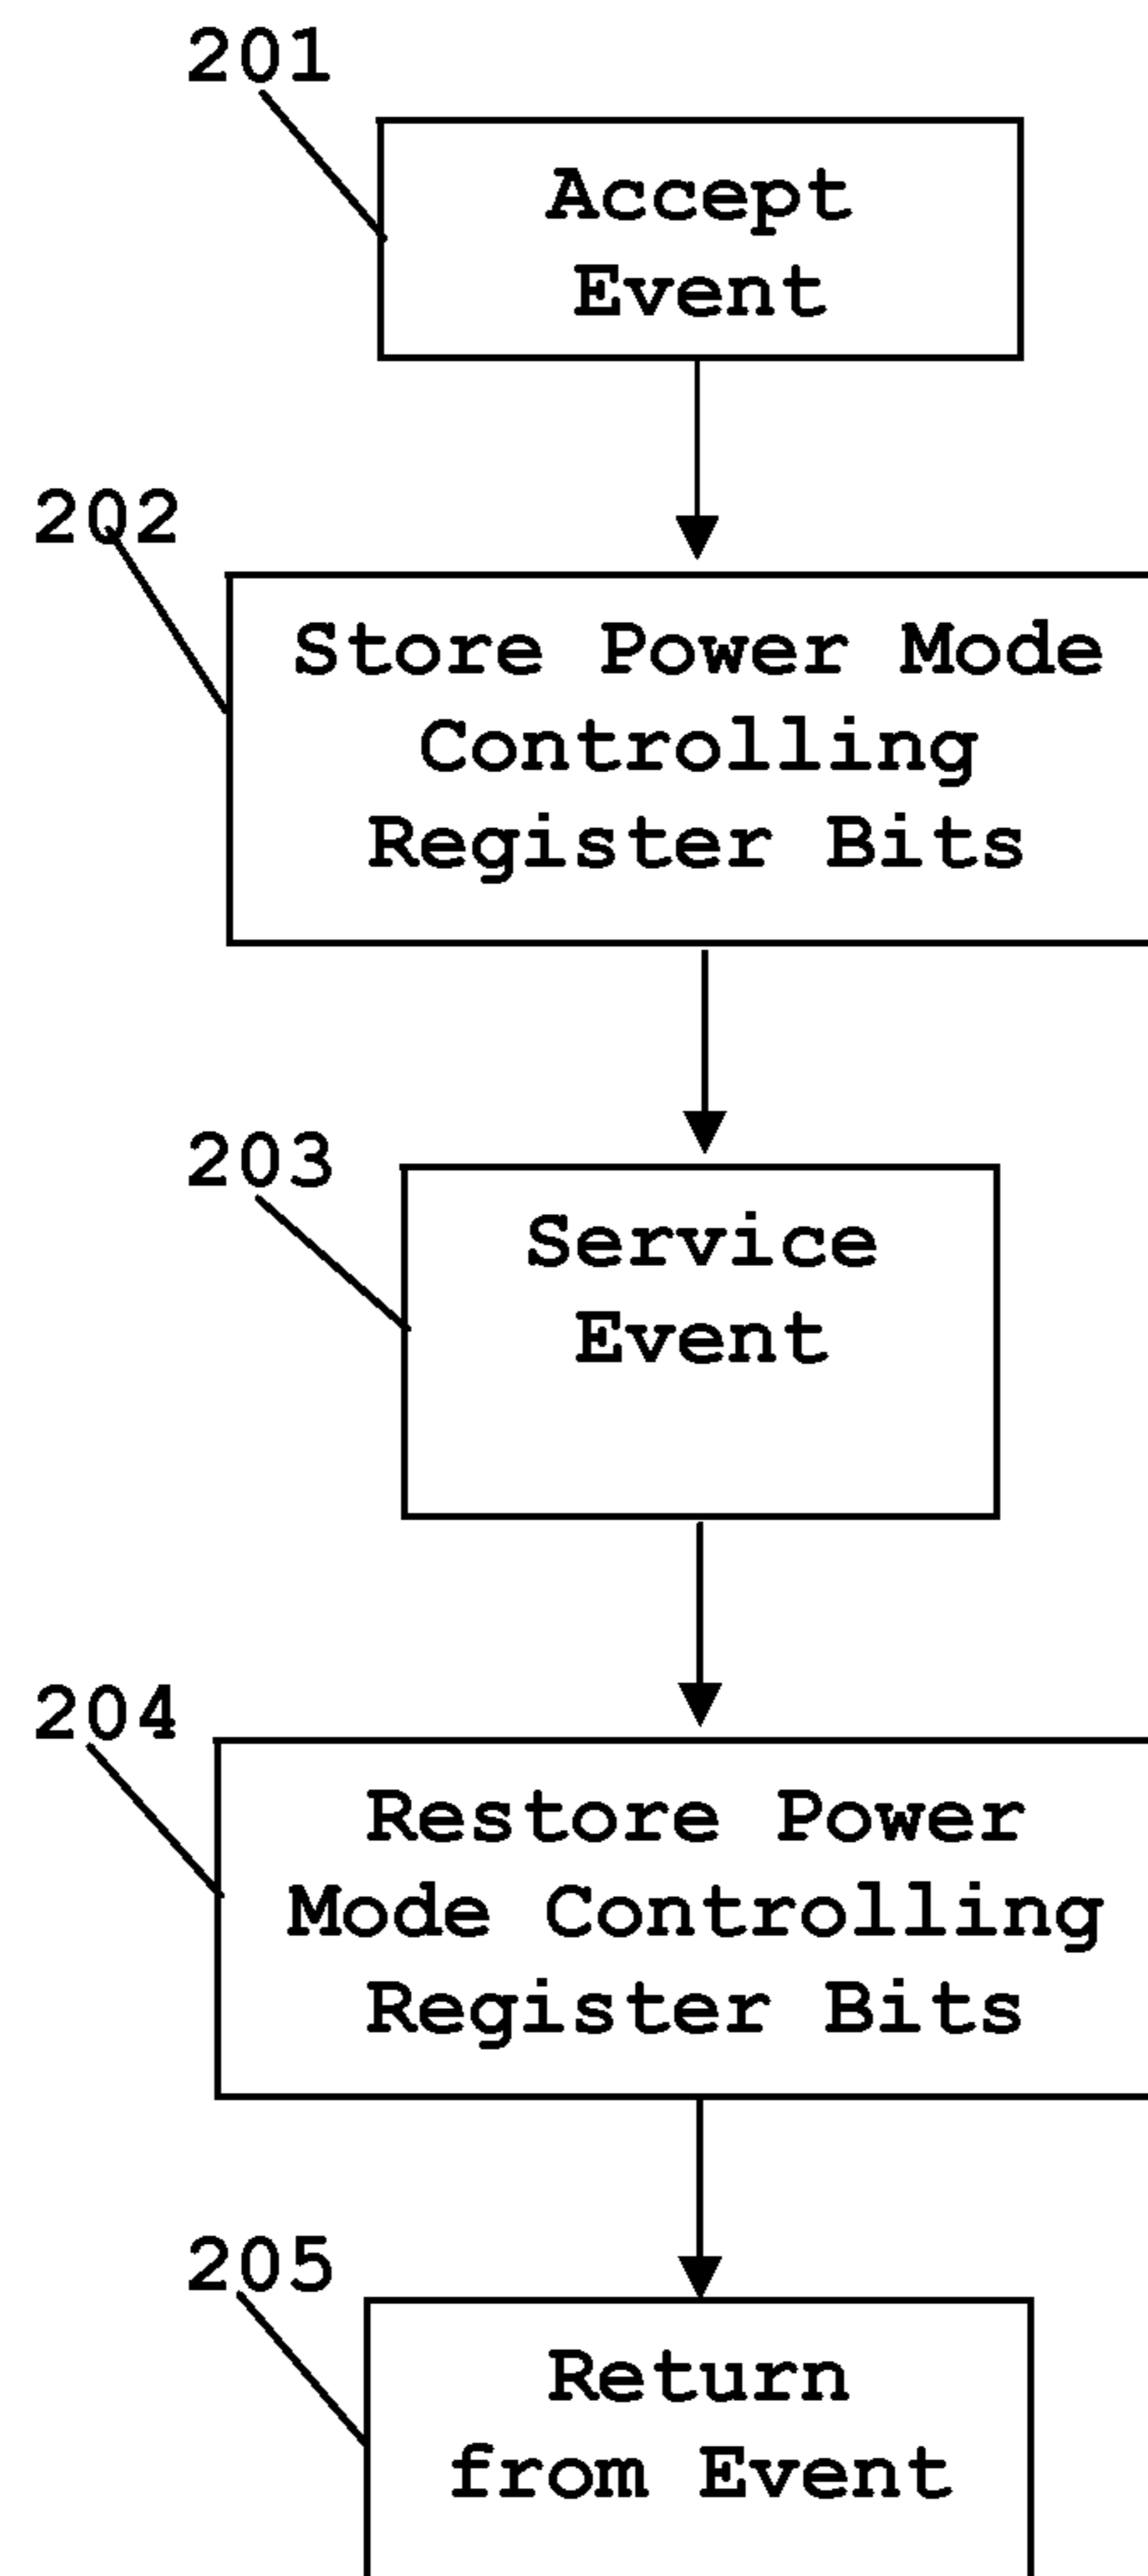 201
Accept
Event
202
Store Power Mode
Controlling
Register Bits
203
Service
Event
204
Restore Power
Mode Controlling
Register Bits
205
Return
from Event